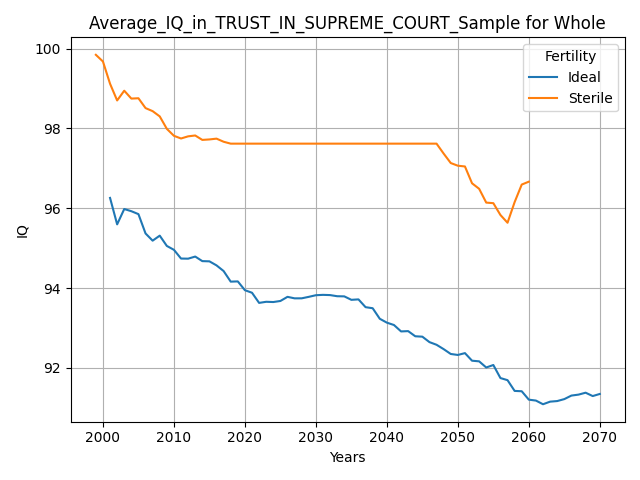 Average_IQ_in_TRUST_IN_SUPREME_COURT_Sample for Whole
Fertility
Ideal
Sterile
IQ
100
98
96
94
92
2000 2010 2020 2030 2040 2050 2060 2070
Years